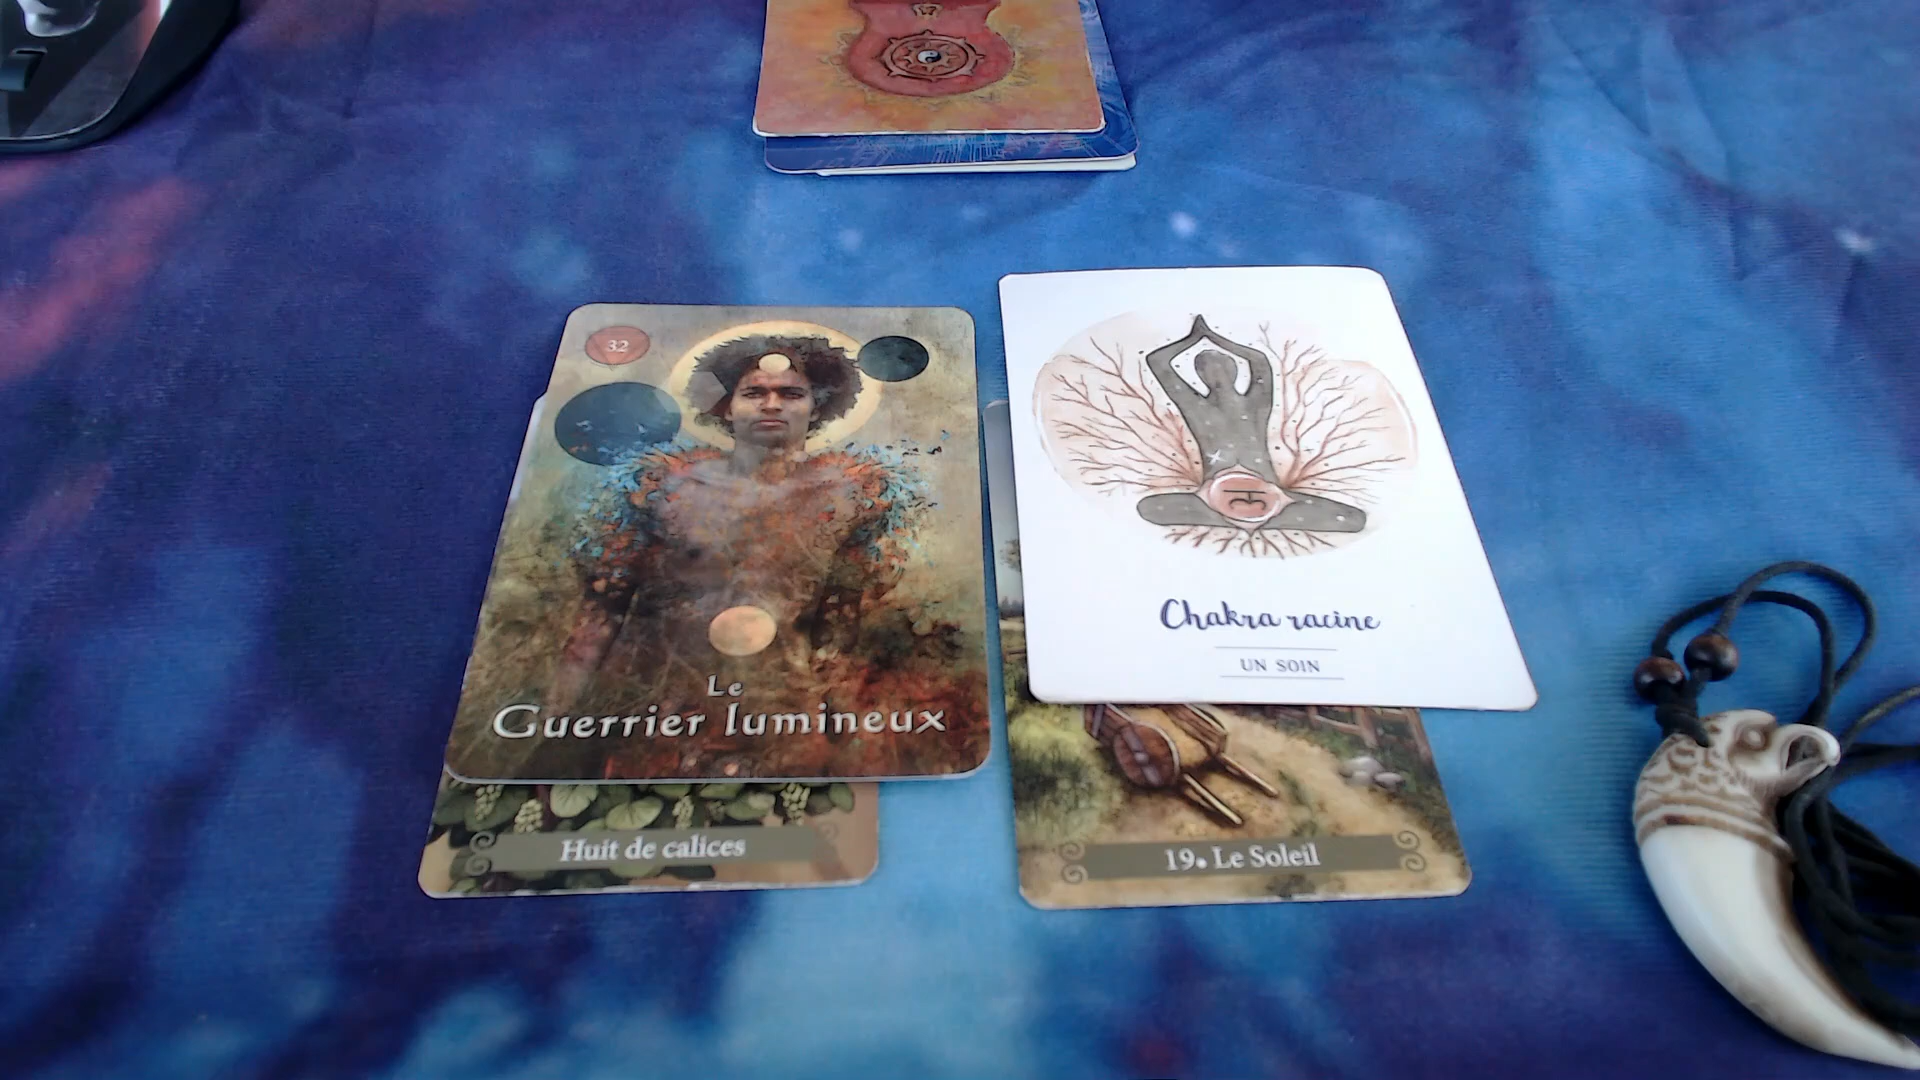 32
Le
Guerrier lumineux
Huit de calices
Chakra racine
UN SOIN
19. Le Soleil